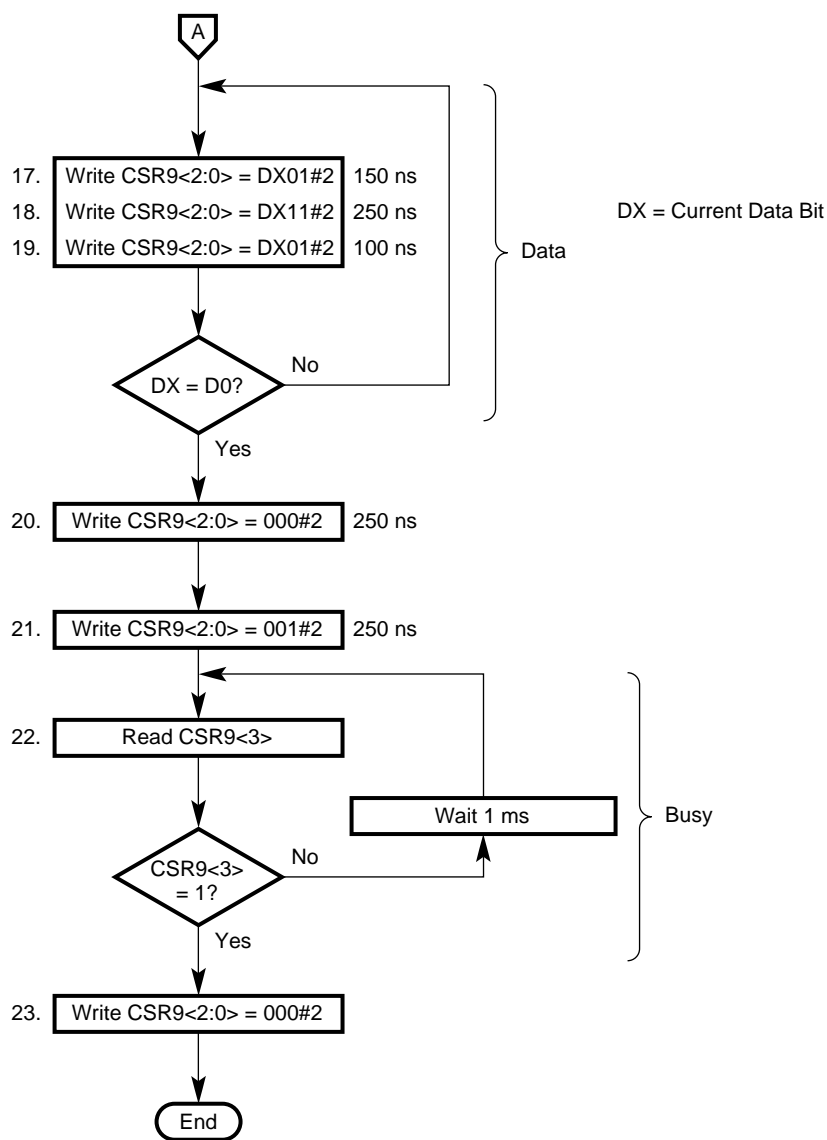 A
17. Write CSR9<2:0> = DX01#2 150 ns
18. Write CSR9<2:0> = DX11#2 250 ns
DX = Current Data Bit
19. Write CSR9<2:0> = DX01#2 100 ns
Data
DX = D0?
No
Yes
20. Write CSR9<2:0> = 000#2 250 ns
21. Write CSR9<2:0> = 001#2 250 ns
22. Read CSR9<3>
Wait 1 ms
Busy
CSR9<3>
= 1?
No
Yes
23. Write CSR9<2:0> = 000#2
End